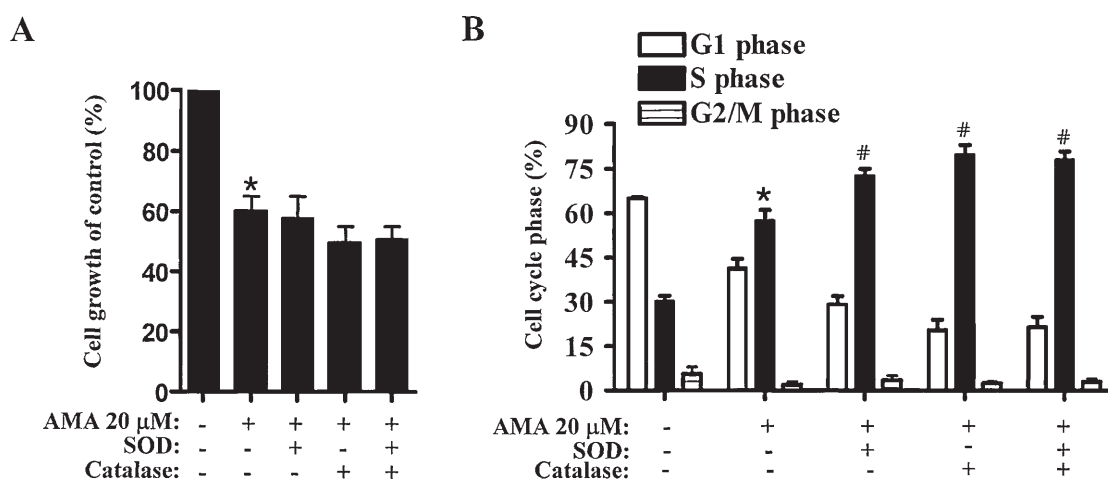 A
Cell growth of control (%)
100
80
60
40
20
0
*
AMA 20 μM: - + + + +
SOD: - - + - +
Catalase: - - - + +
B
G1 phase
S phase
G2/M phase
Cell cycle phase (%)
90
75
60
45
30
15
0
* # # #
AMA 20 μM: - + + + +
SOD: - - + - +
Catalase: - - - + +